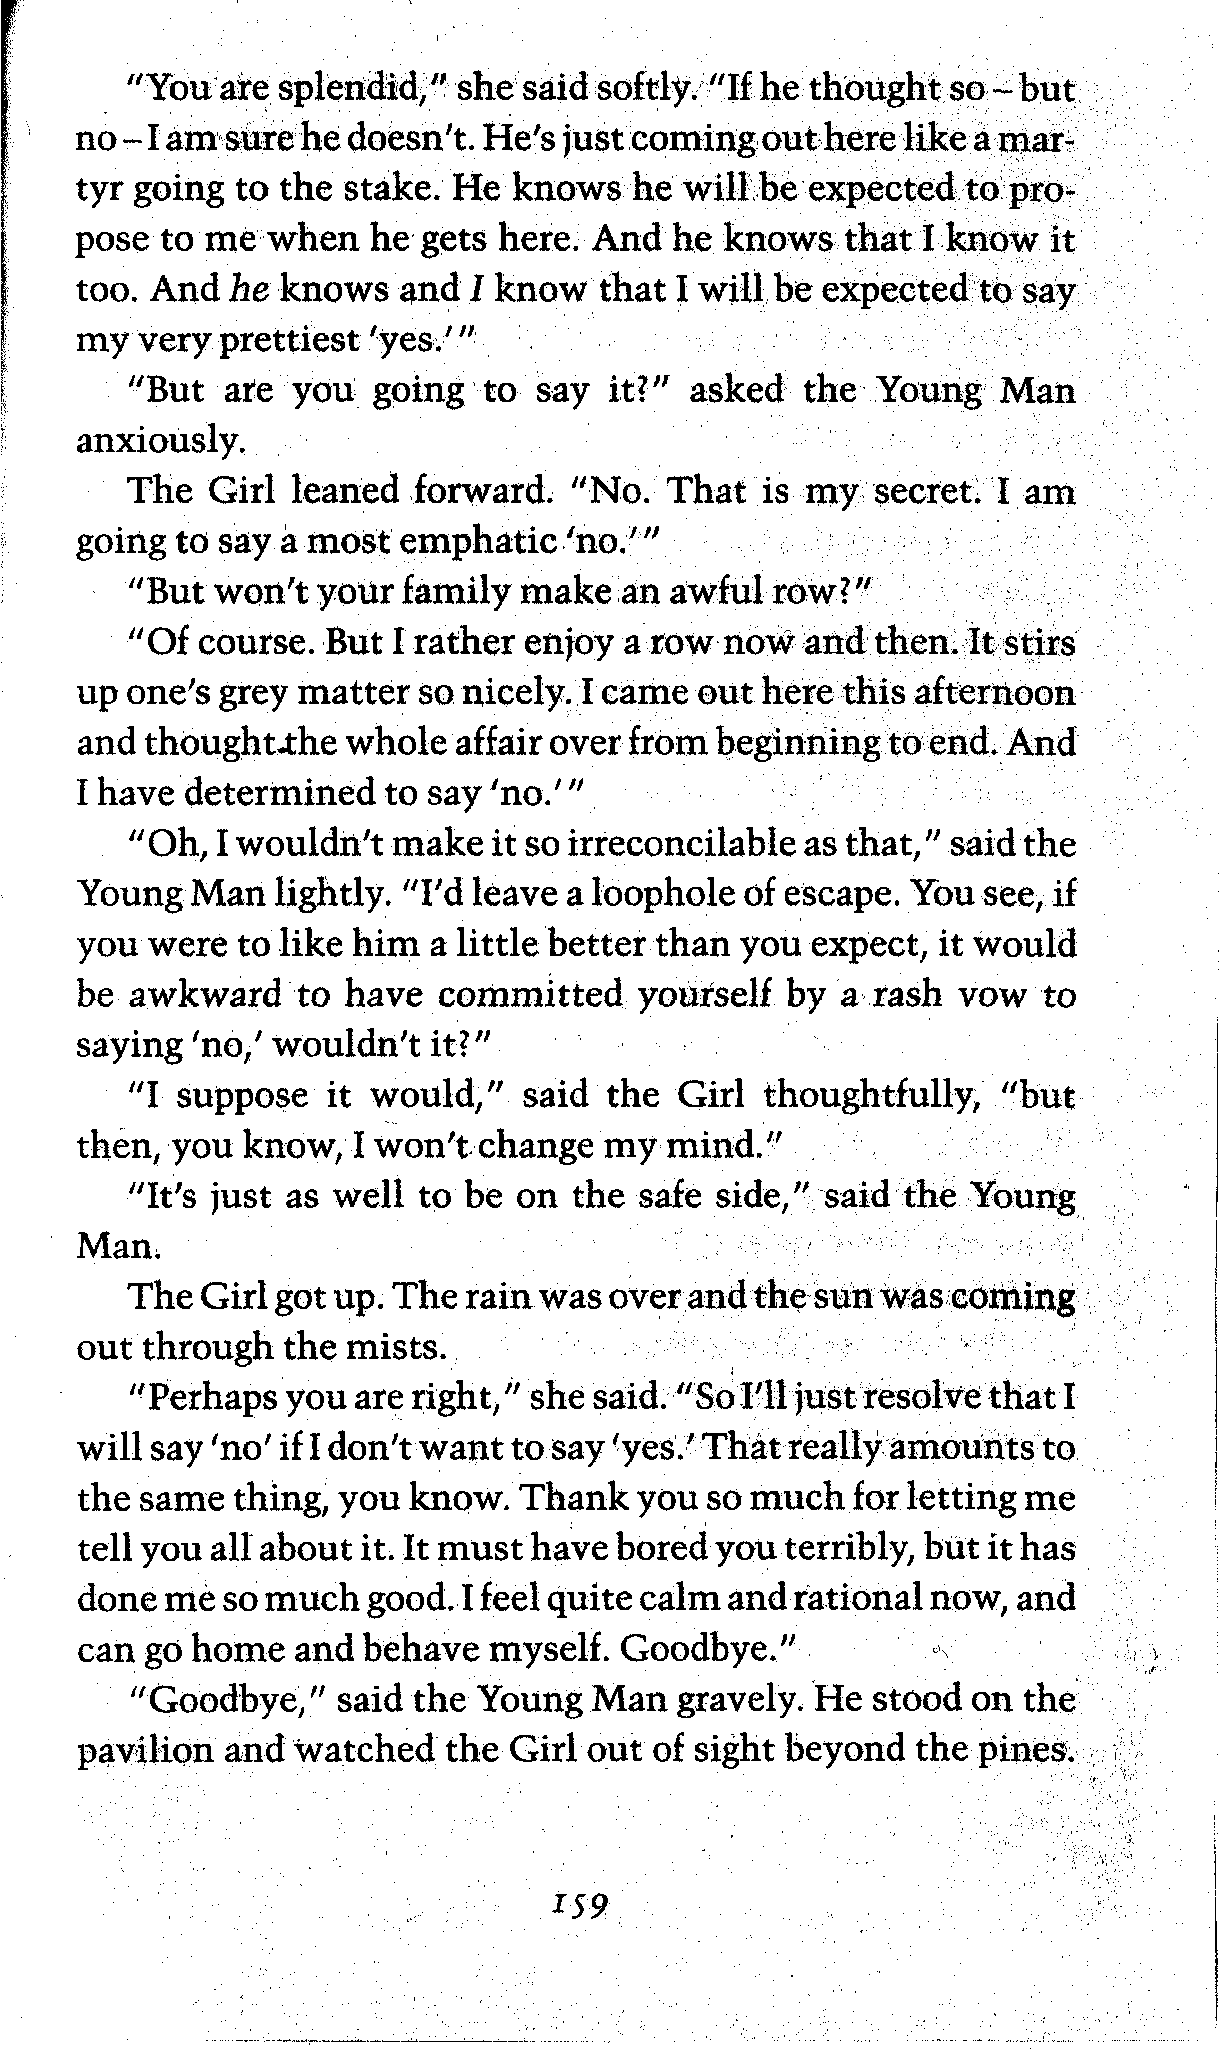 "You are splendid," she said softly. "If he thought so – but
no – I am sure he doesn't. He's just coming out here like a mar-
tyr going to the stake. He knows he will be expected to pro-
pose to me when he gets here. And he knows that I know it
too. And he knows and I know that I will be expected to say
my very prettiest 'yes.'"
"But are you going to say it?" asked the Young Man
anxiously.
The Girl leaned forward. "No. That is my secret. I am
going to say a most emphatic 'no.'"
"But won't your family make an awful row?"
"Of course. But I rather enjoy a row now and then. It stirs
up one's grey matter so nicely. I came out here this afternoon
and thought the whole affair over from beginning to end. And
I have determined to say 'no.'"
"Oh, I wouldn't make it so irreconcilable as that," said the
Young Man lightly. "I'd leave a loophole of escape. You see, if
you were to like him a little better than you expect, it would
be awkward to have committed yourself by a rash vow to
saying 'no,' wouldn't it?"
"I suppose it would," said the Girl thoughtfully, "but
then, you know, I won't change my mind."
"It's just as well to be on the safe side," said the Young
Man.
The Girl got up. The rain was over and the sun was coming
out through the mists.
"Perhaps you are right," she said. "So I'll just resolve that I
will say 'no' if I don't want to say 'yes.' That really amounts to
the same thing, you know. Thank you so much for letting me
tell you all about it. It must have bored you terribly, but it has
done me so much good. I feel quite calm and rational now, and
can go home and behave myself. Goodbye."
"Goodbye," said the Young Man gravely. He stood on the
pavilion and watched the Girl out of sight beyond the pines.
159